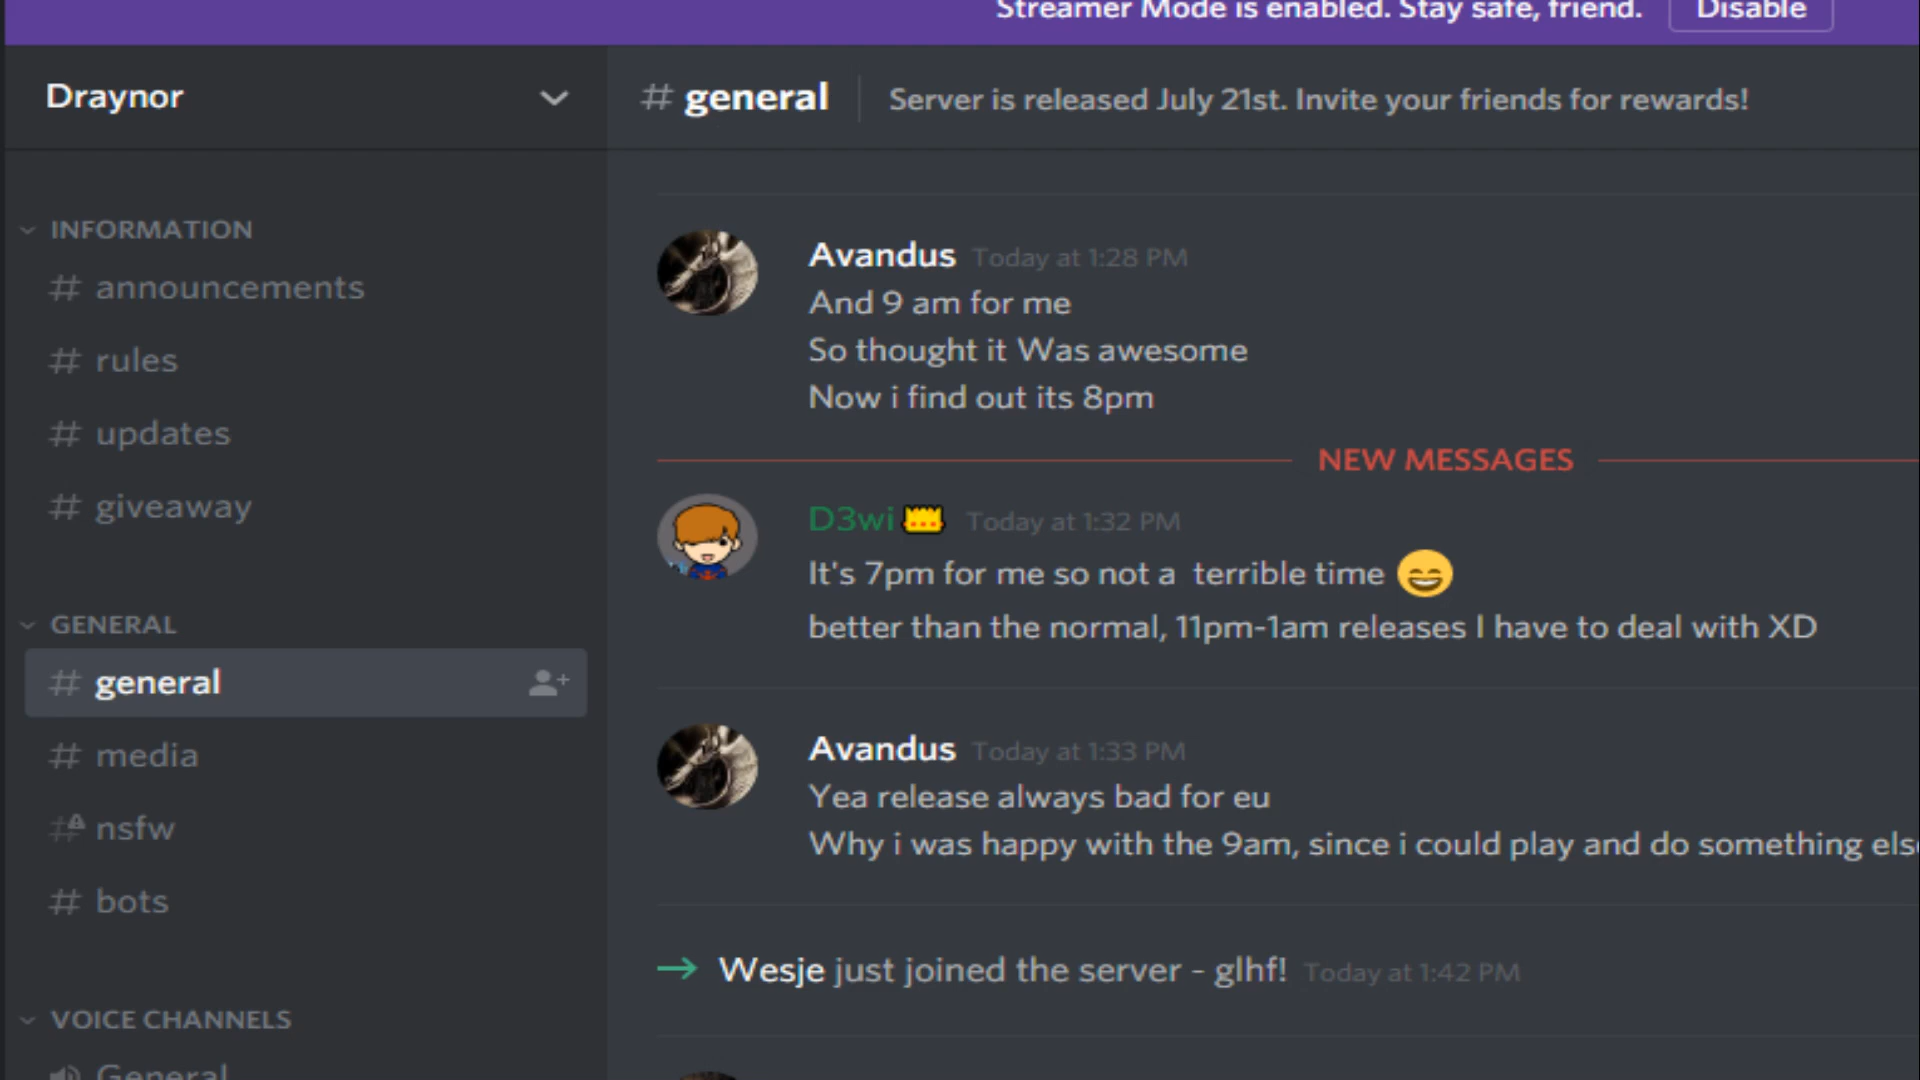 Streamer Mode is enabled. Stay safe, friend. Disable
Draynor
# general
Server is released July 21st. Invite your friends for rewards!
INFORMATION
# announcements
# rules
# updates
# giveaway
GENERAL
# general
# media
# nsfw
# bots
VOICE CHANNELS
General
Avandus Today at 1:28 PM
And 9 am for me
So thought it Was awesome
Now i find out its 8pm
NEW MESSAGES
D3wi Today at 1:32 PM
It's 7pm for me so not a terrible time 😄
better than the normal, 11pm-1am releases I have to deal with XD
Avandus Today at 1:33 PM
Yea release always bad for eu
Why i was happy with the 9am, since i could play and do something else
Wesje just joined the server - glhf! Today at 1:42 PM